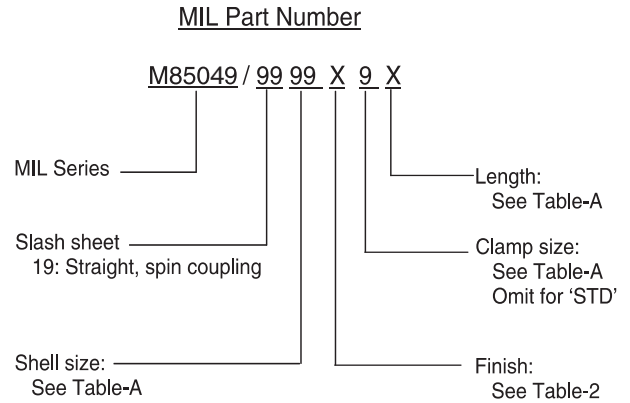 MIL Part Number
M85049 / 99 99 X 9 X
MIL Series
Length:
See Table-A
Slash sheet
19: Straight, spin coupling
Clamp size:
See Table-A
Omit for ‘STD’
Shell size:
See Table-A
Finish:
See Table-2